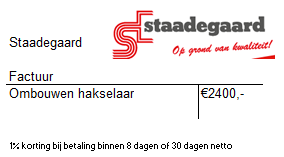 staadegaard
Staadegaard
Op grond van kwaliteit!
Factuur
Ombouwen hakselaar €2400,-
1% korting bij betaling binnen 8 dagen of 30 dagen netto